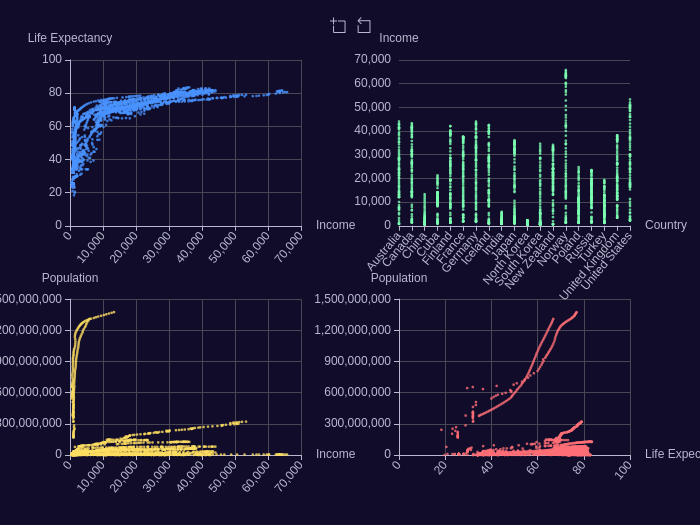 Life Expectancy
100
80
60
40
20
0
0
10,000
20,000
30,000
40,000
50,000
60,000
70,000
Income
Income
70,000
60,000
50,000
40,000
30,000
20,000
10,000
0
Australia
Canada
China
Cuba
Finland
France
Germany
Iceland
India
Japan
North Korea
South Korea
New Zealand
Norway
Poland
Russia
Turkey
United Kingdom
United States
Country
Population
500,000,000
200,000,000
900,000,000
600,000,000
300,000,000
0
0
10,000
20,000
30,000
40,000
50,000
60,000
70,000
Income
Population
1,500,000,000
1,200,000,000
900,000,000
600,000,000
300,000,000
0
0
20
40
60
80
100
Life Expec